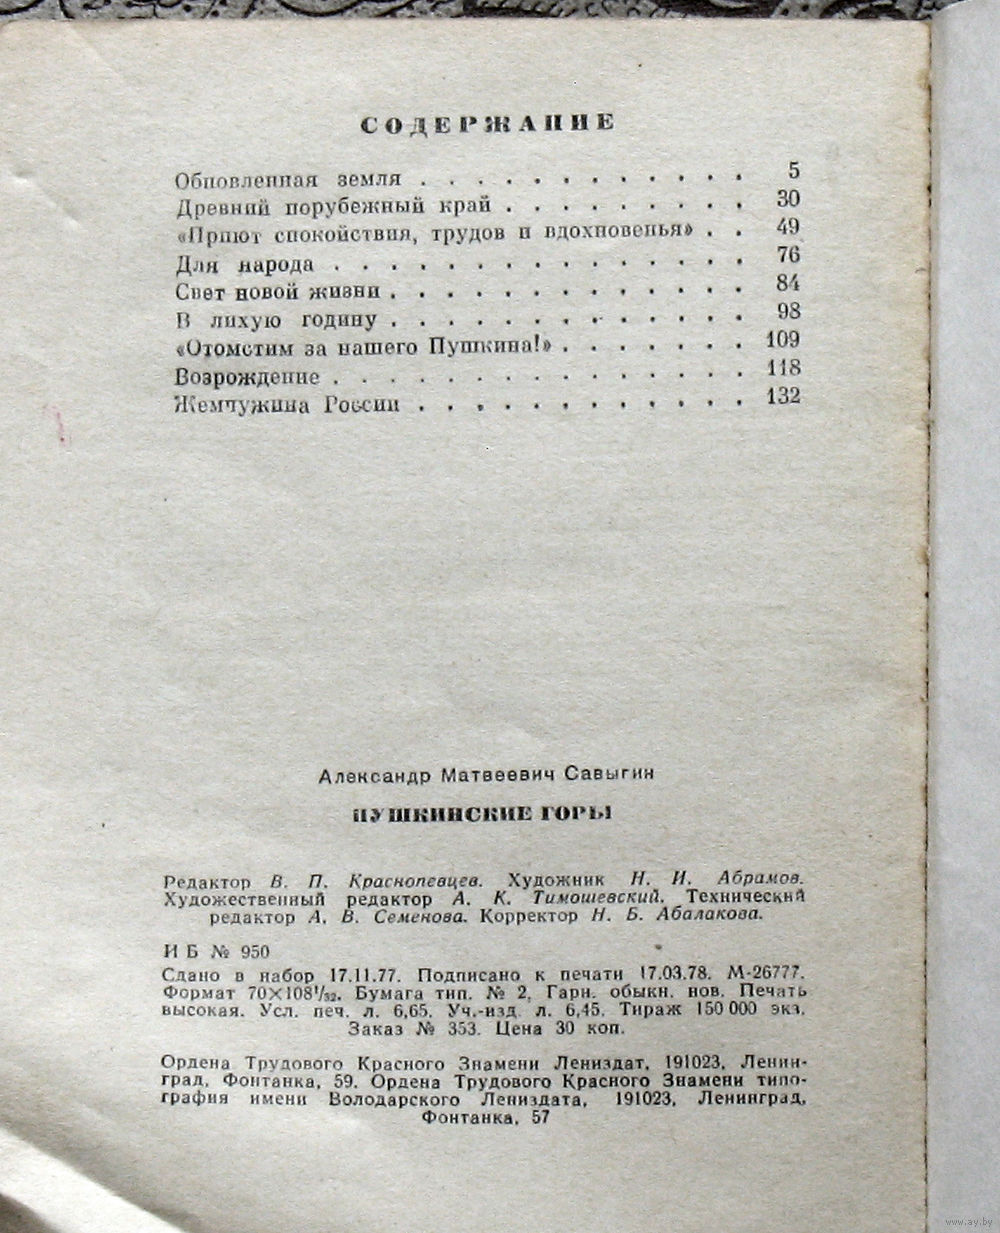 СОДЕРЖАНИЕ
Обновленная земля . . . . . . . . . . . . 5
Древний порубежный край . . . . . . . . . 30
«Приют спокойствия, трудов и вдохновенья» . . 49
Для народа . . . . . . . . . . . . . . . 76
Свет новой жизни . . . . . . . . . . . . . 84
В лихую годину . . . . . . . . . . . . . 98
«Отомстим за нашего Пушкина!» . . . . . . . 109
Возрождение . . . . . . . . . . . . . . . 118
Жемчужина России . . . . . . . . . . . . 132
Александр Матвеевич Савыгин
ПУШКИНСКИЕ ГОРЫ
Редактор В. П. Краснопевцев. Художник Н. И. Абрамов.
Художественный редактор А. К. Тимошевский. Технический
редактор А. В. Семенова. Корректор Н. Б. Абалакова.
И Б № 950
Сдано в набор 17.11.77. Подписано к печати 17.03.78. М-26777.
Формат 70×108¹/₃₂. Бумага тип. № 2. Гарн. обыкн. нов. Печать
высокая. Усл. печ. л. 6,65. Уч.-изд. л. 6,45. Тираж 150 000 экз.
Заказ № 353. Цена 30 коп.
Ордена Трудового Красного Знамени Лениздат, 191023, Ленин-
град, Фонтанка, 59. Ордена Трудового Красного Знамени типо-
графия имени Володарского Лениздата, 191023, Ленинград,
Фонтанка, 57
www.ay.by